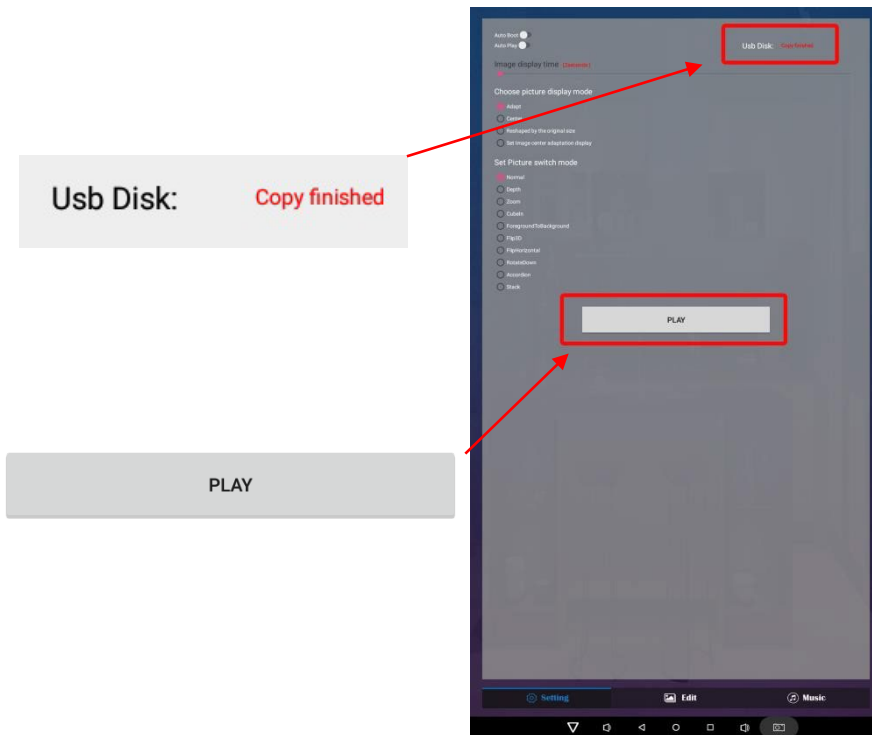 Usb Disk: Copy finished
PLAY
Auto Boot
Auto Play
Usb Disk: Copy finished
Image display time
Choose picture display mode
Adapt
Center
Reshaped by the original size
Set image center adaptation display
Set Picture switch mode
Normal
Depth
Zoom
CubeIn
ForegroundToBackground
Flip3D
FlipHorizontal
RotateDown
Accordion
Stack
PLAY
Setting
Edit
Music